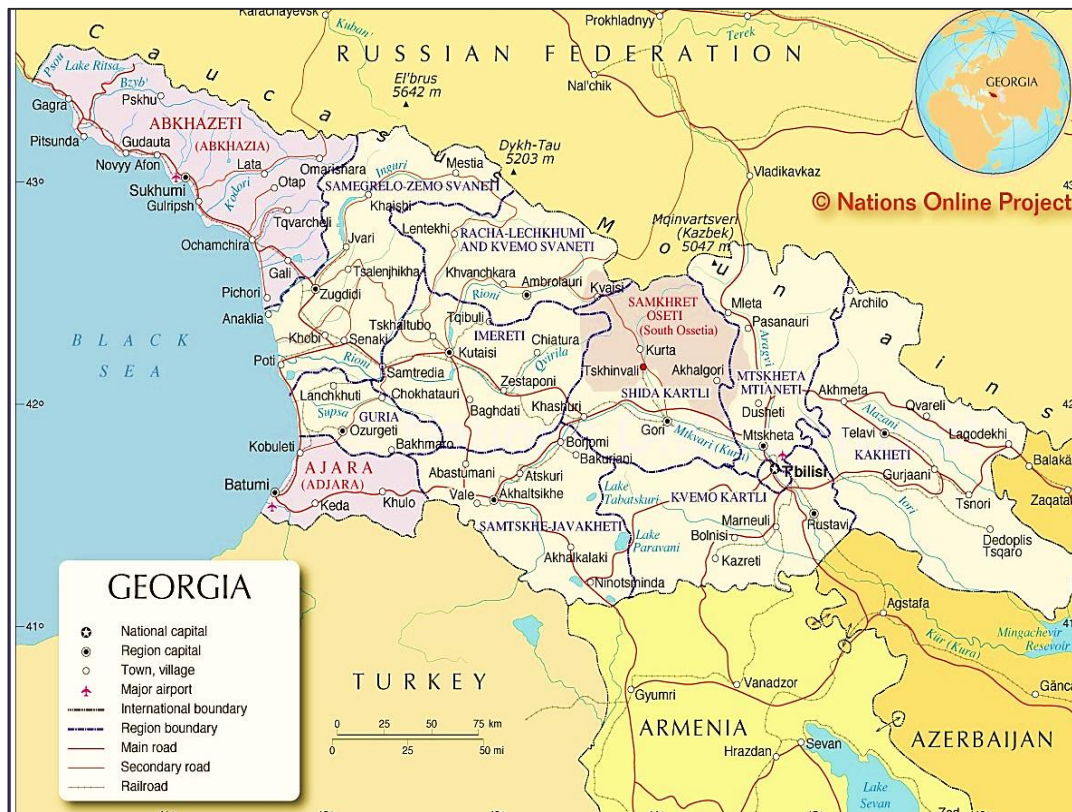 Karachayevsk
Kuban'
Prokhladnyy
Terek
RUSSIAN FEDERATION
Nal'chik
El'brus
5642 m
Dykh-Tau
5203 m
Vladikavkaz
Mqinvartsveri
(Kazbek)
5047 m
Caucasus Mountains
GEORGIA
© Nations Online Project
Psou
Lake Ritsa
Bzyb'
Pskhu
Gagra
Pitsunda
ABKHAZETI
(ABKHAZIA)
Gudauta
Novyy Afon
Lata
Omarishara
43°
Sukhumi
Gulripsh
Kodori
Otap
Tqvarcheli
Ochamchira
Gali
Pichori
Anaklia
Inguri
Mestia
SAMEGRELO-ZEMO SVANETI
Khaishi
Jvari
Tsalenjhikha
Zugdidi
Lentekhi
RACHA-LECHKHUMI
AND KVEMO SVANETI
Khvanchkara
Ambrolauri
Rioni
Kvaisi
SAMKHRET
OSETI
(South Ossetia)
Mleta
Pasanauri
Archilo
BLACK
SEA
Khobi
Senaki
Tskhaltubo
Tqibuli
IMERETI
Chiatura
Kutaisi
Qvirila
Kurta
Tskhinvali
Akhalgori
Aragvi
MTSKHETA
MTIANETI
Poti
Rioni
Samtredia
Zestaponi
SHIDA KARTLI
Dusheti
Akhmeta
Alazani
Qvareli
42°
Lanchkhuti
Chokhatauri
Baghdati
Khashuri
Supsa
GURIA
Ozurgeti
Gori
Mtkvari (Kura)
Mtskheta
Telavi
Lagodekhi
KAKHETI
Kobuleti
Bakhmaro
Borjomi
Bakurjani
Tbilisi
Gurjaani
Balakä
AJARA
(ADJARA)
Abastumani
Atskuri
Lake
Tabatskuri
KVEMO KARTLI
Iori
Tsnori
Zaqatal
Batumi
Keda
Khulo
Vale
Akhaltsikhe
SAMTSKHE-JAVAKHETI
Marneuli
Rustavi
Bolnisi
Dedoplis
Tsqaro
Akhalkalaki
Lake
Paravani
Kazreti
Ninotsminda
41°
Agstafa
Kür (Kura)
Mingachevir
Resevoir
TURKEY
Gyumri
Vanadzor
ARMENIA
Gäncä
AZERBAIJAN
Hrazdan
Sevan
Lake
Sevan
GEORGIA
National capital
Region capital
Town, village
Major airport
International boundary
Region boundary
Main road
Secondary road
Railroad
0 25 50 75 km
0 25 50 mi